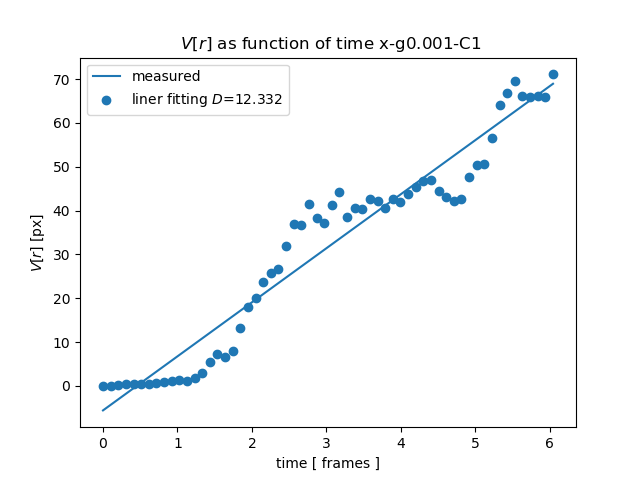 V[r] as function of time x-g0.001-C1
measured
liner fitting D=12.332
70
60
50
40
30
20
10
0
V[r] [px]
0 1 2 3 4 5 6
time [ frames ]